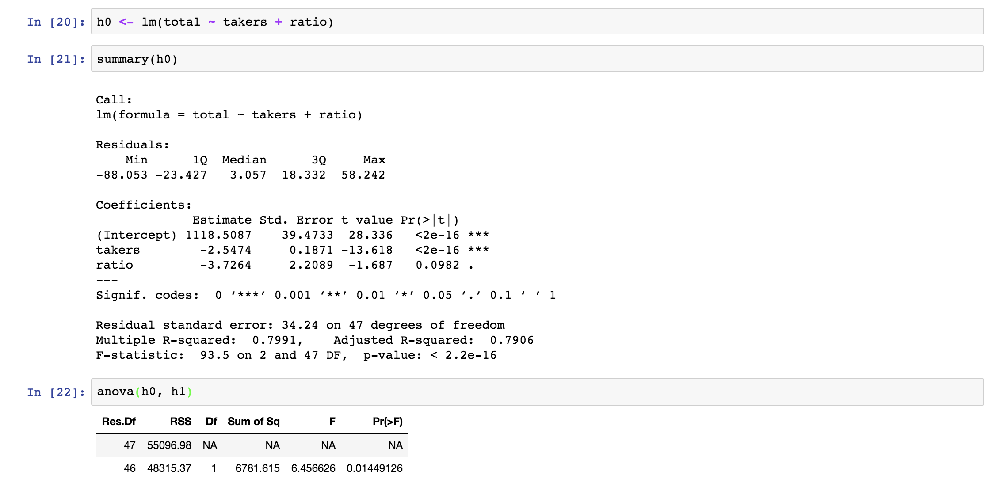 In [20]: h0 <- lm(total ~ takers + ratio)
In [21]: summary(h0)
Call:
lm(formula = total ~ takers + ratio)
Residuals:
    Min      1Q  Median      3Q     Max
-88.053 -23.427   3.057  18.332  58.242
Coefficients:
             Estimate Std. Error t value Pr(>|t|)
(Intercept) 1118.5087    39.4733  28.336   <2e-16 ***
takers        -2.5474     0.1871 -13.618   <2e-16 ***
ratio         -3.7264     2.2089  -1.687   0.0982 .
---
Signif. codes:  0 ‘***’ 0.001 ‘**’ 0.01 ‘*’ 0.05 ‘.’ 0.1 ‘ ’ 1
Residual standard error: 34.24 on 47 degrees of freedom
Multiple R-squared:  0.7991,    Adjusted R-squared:  0.7906
F-statistic:  93.5 on 2 and 47 DF,  p-value: < 2.2e-16
In [22]: anova(h0, h1)
Res.Df RSS Df Sum of Sq F Pr(>F)
47 55096.98 NA NA NA NA
46 48315.37 1 6781.615 6.456626 0.01449126